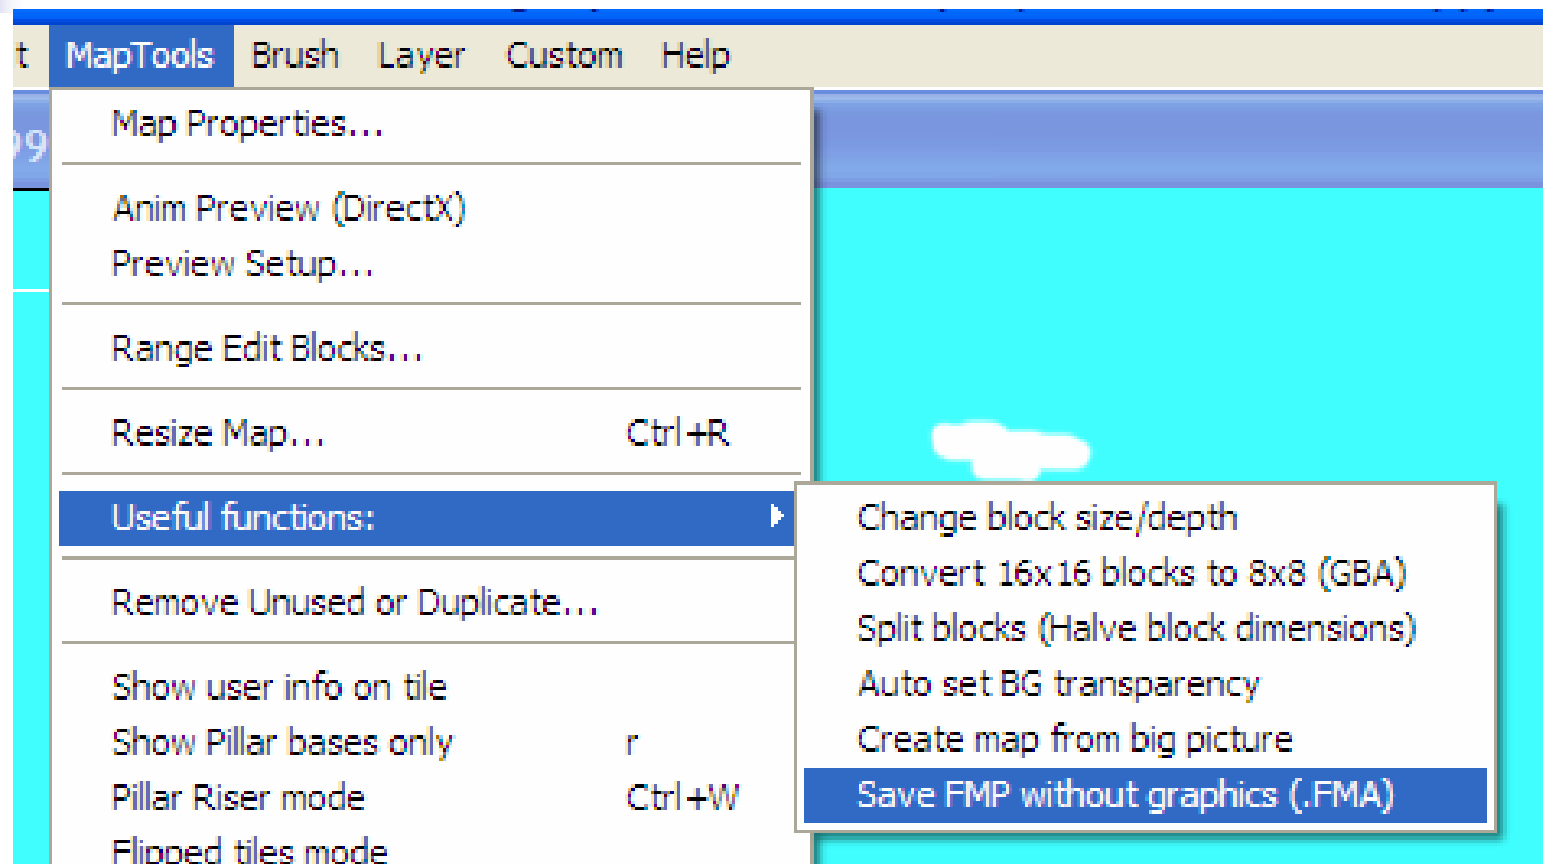 t MapTools Brush Layer Custom Help
99
Map Properties...
Anim Preview (DirectX)
Preview Setup...
Range Edit Blocks...
Resize Map... Ctrl+R
Useful functions:
Remove Unused or Duplicate...
Show user info on tile
Show Pillar bases only r
Pillar Riser mode Ctrl+W
Flipped tiles mode
Change block size/depth
Convert 16x16 blocks to 8x8 (GBA)
Split blocks (Halve block dimensions)
Auto set BG transparency
Create map from big picture
Save FMP without graphics (.FMA)